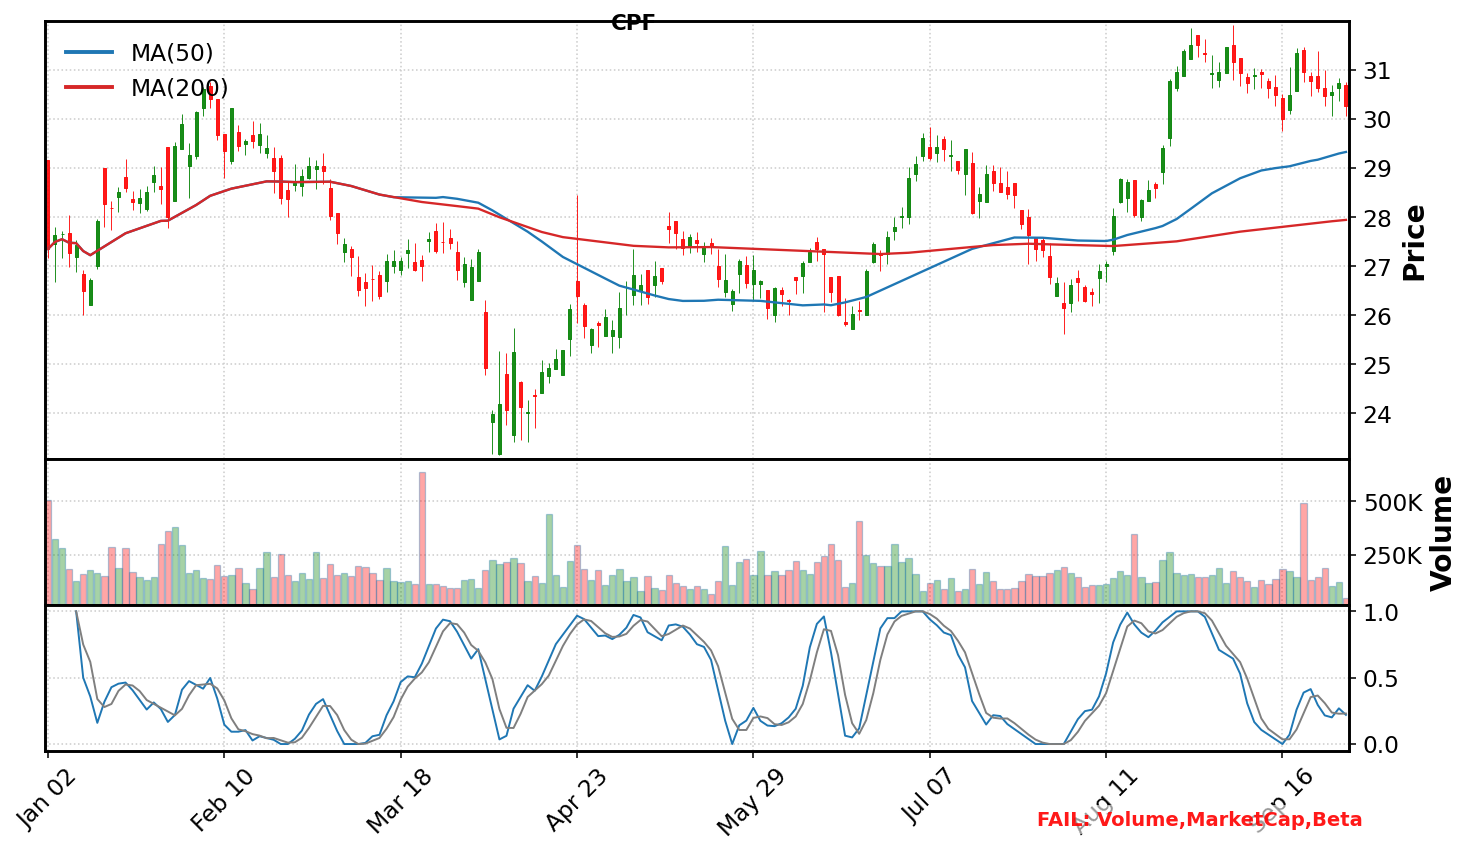 CPF
MA(50)
MA(200)
31
30
29
28
27
26
25
24
Price
500K
250K
Volume
1.0
0.5
0.0
Jan 02
Feb 10
Mar 18
Apr 23
May 29
Jul 07
Aug 11
Sep 16
FAIL: Volume,MarketCap,Beta